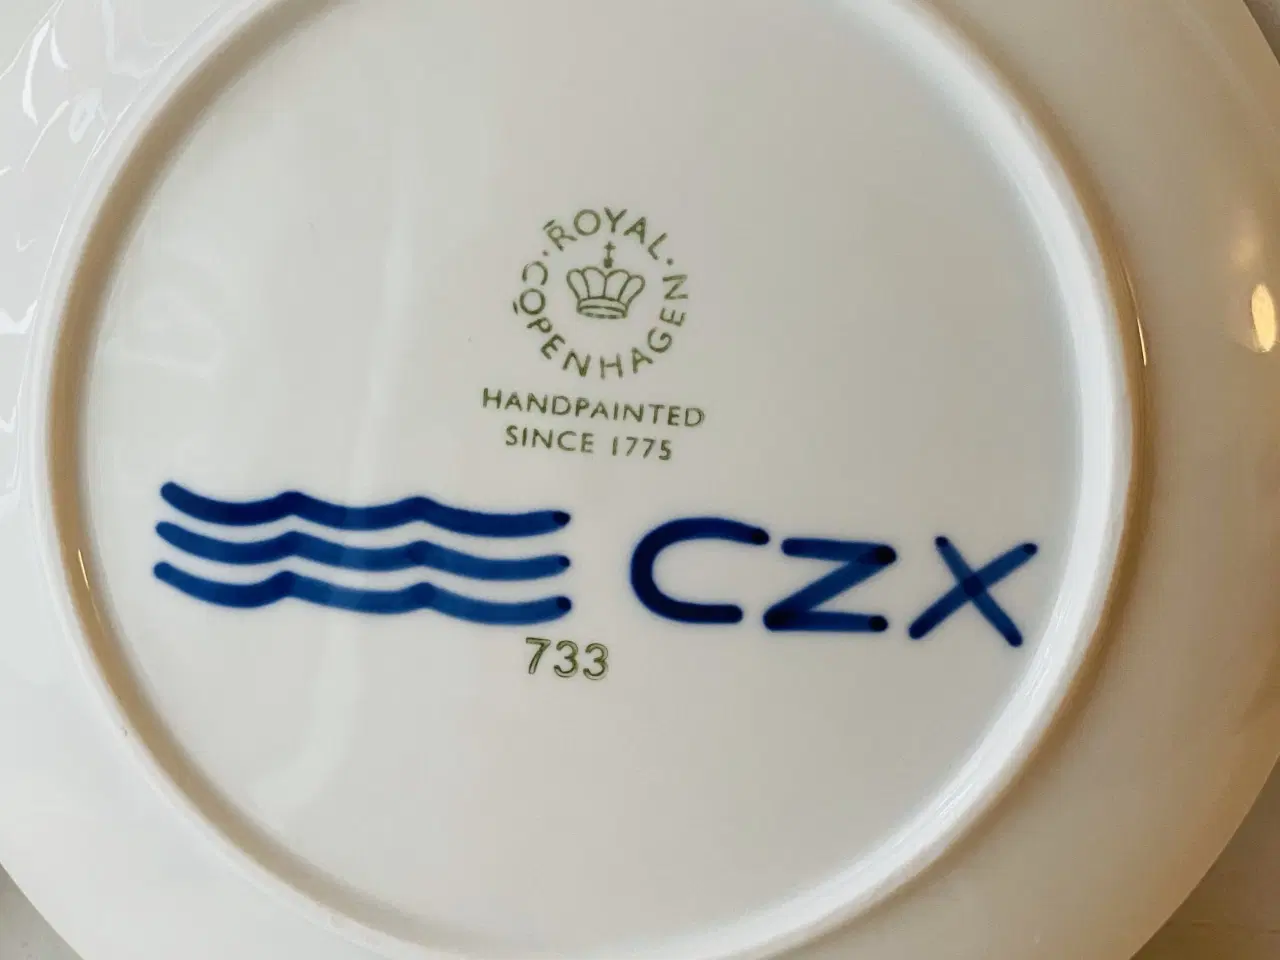 ROYAL · COPENHAGEN ·
HANDPAINTED
SINCE 1775
CZX
733